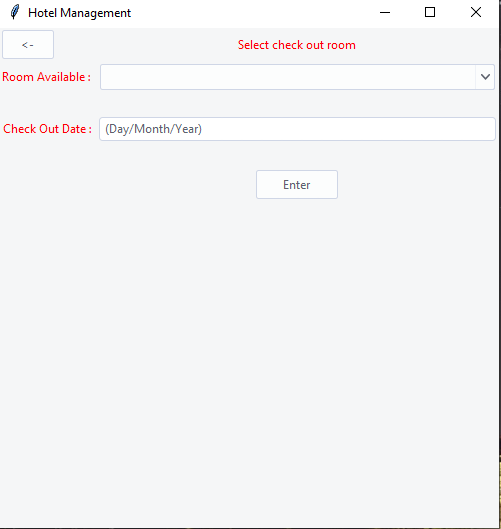 Hotel Management
<-
Select check out room
Room Available :
Check Out Date :
(Day/Month/Year)
Enter